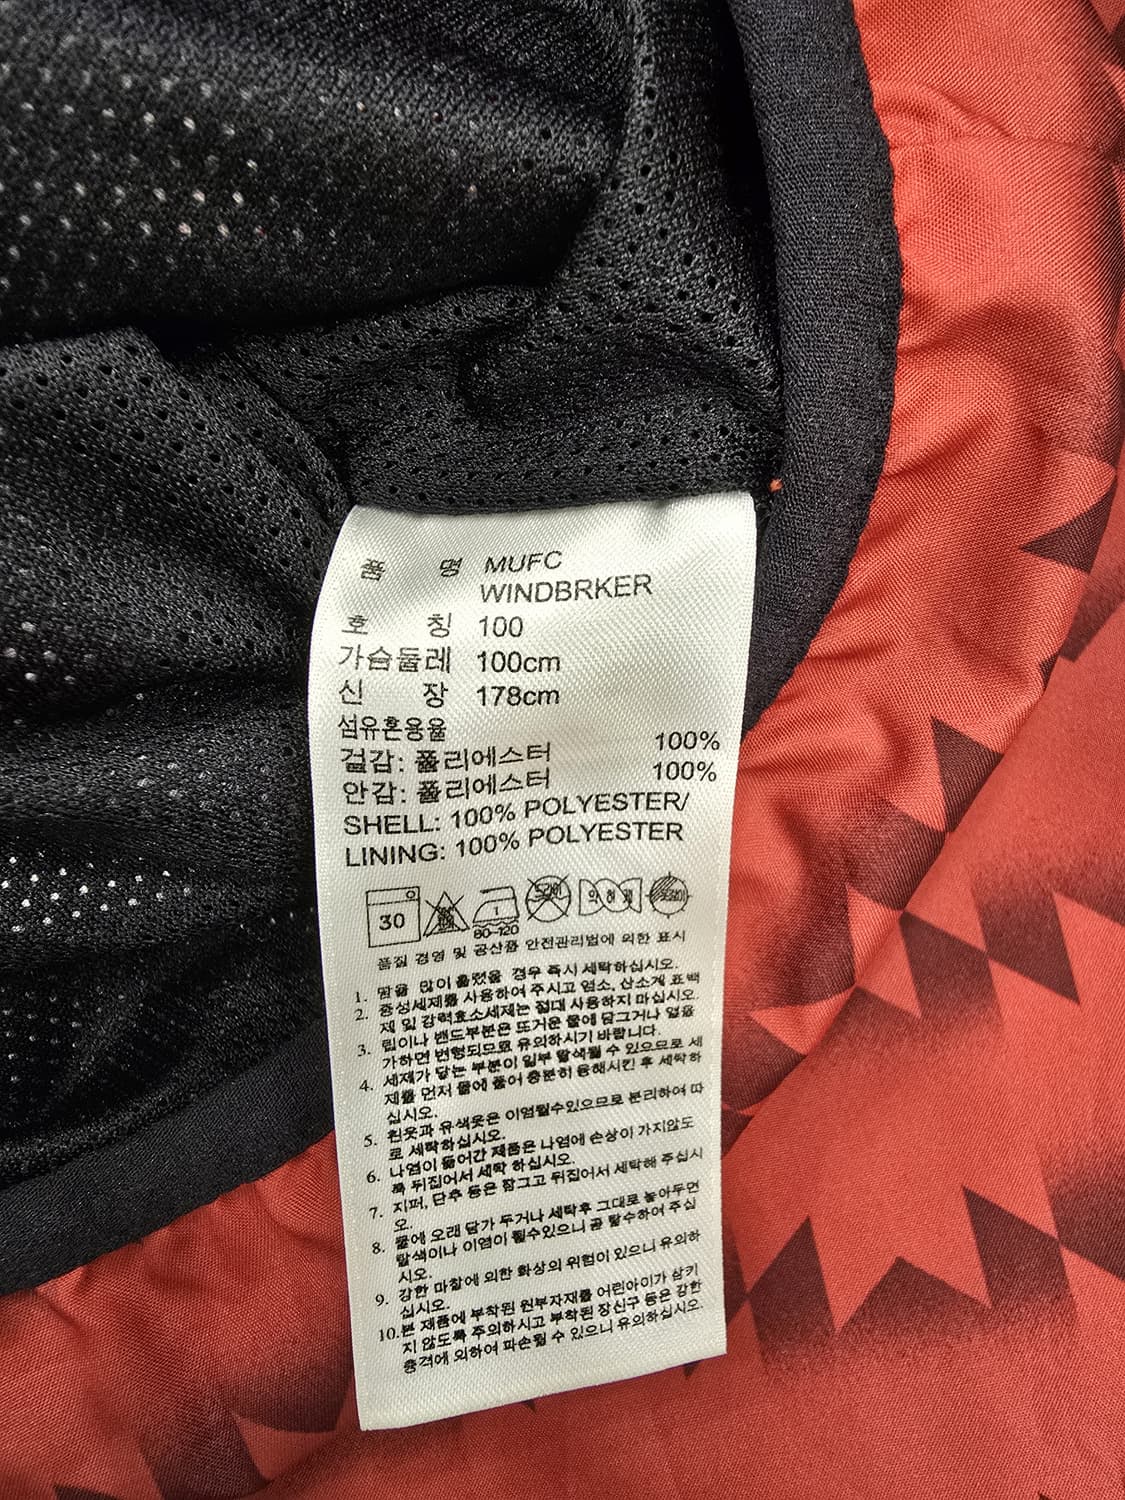 품 명 MUFC
WINDBRKER
호 칭 100
가슴둘레 100cm
신 장 178cm
섬유혼용율
겉감: 폴리에스터 100%
안감: 폴리에스터 100%
SHELL: 100% POLYESTER/
LINING: 100% POLYESTER
30 80~120 약 하 게
품질 경영 및 공산품 안전관리법에 의한 표시
1. 땀을 많이 흘렸을 경우 즉시 세탁하십시오.
2. 중성세제를 사용하여 주시고 염소, 산소계 표백
제 및 강력효소세제는 절대 사용하지 마십시오.
3. 립이나 밴드부분은 뜨거운 물에 담그거나 열을
가하면 변형되므로 유의하시기 바랍니다.
4. 세제가 닿는 부분이 일부 탈색될 수 있으므로 세
제를 먼저 물에 풀어 충분히 용해시킨 후 세탁하
십시오.
5. 흰옷과 유색옷은 이염될수있으므로 분리하여 따
로 세탁하십시오.
6. 나염이 들어간 제품은 나염에 손상이 가지않도
록 뒤집어서 세탁 하십시오.
7. 지퍼, 단추 등은 잠그고 뒤집어서 세탁해 주십시
오.
8. 물에 오래 담가 두거나 세탁후 그대로 놓아두면
탈색이나 이염이 될수있으니 곧 탈수하여 주십
시오.
9. 강한 마찰에 의한 화상의 위험이 있으니 유의하
십시오.
10.본 제품에 부착된 원부자재를 어린아이가 삼키
지 않도록 주의하시고 부착된 장신구 등은 강한
충격에 의하여 파손될 수 있으니 유의하십시오.